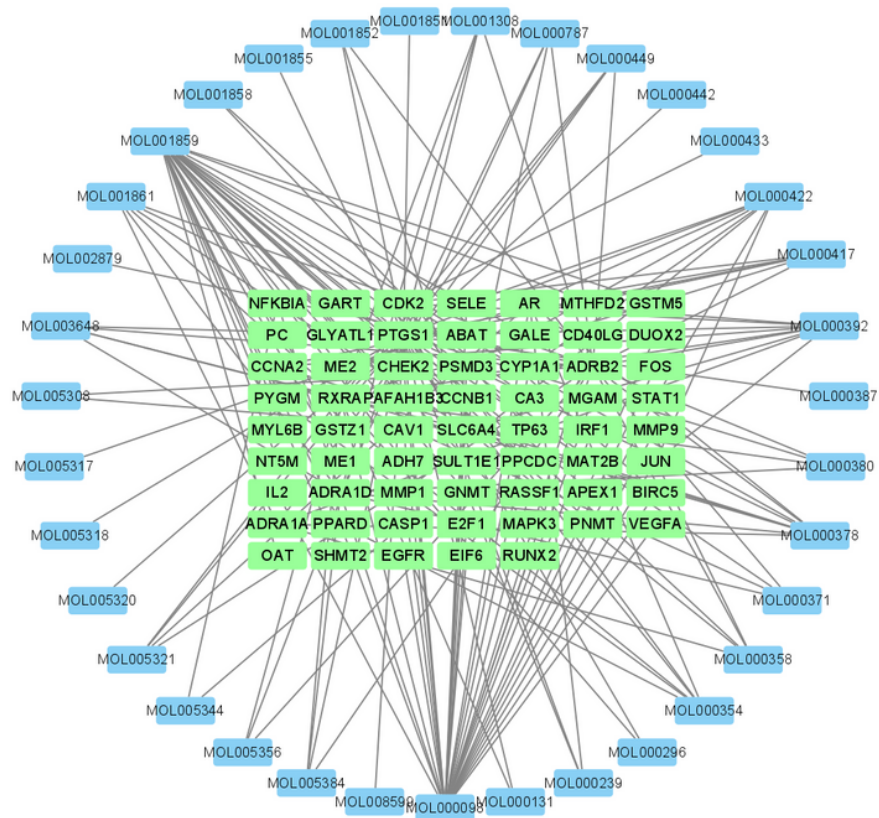 MOL001852
MOL001308
MOL000787
MOL001855
MOL000449
MOL001858
MOL000442
MOL001859
MOL000433
MOL001861
MOL000422
MOL002879
MOL000417
MOL003648
MOL000392
MOL005308
MOL000387
MOL005317
MOL000380
MOL005318
MOL000378
MOL005320
MOL000371
MOL005321
MOL000358
MOL005344
MOL000354
MOL005356
MOL000296
MOL005384
MOL000239
MOL008599
MOL000098
MOL000131
NFKBIA GART CDK2 SELE AR MTHFD2 GSTM5
PC GLYATL1 PTGS1 ABAT GALE CD40LG DUOX2
CCNA2 ME2 CHEK2 PSMD3 CYP1A1 ADRB2 FOS
PYGM RXRA PAFAH1B3 CCNB1 CA3 MGAM STAT1
MYL6B GSTZ1 CAV1 SLC6A4 TP63 IRF1 MMP9
NT5M ME1 ADH7 SULT1E1 PPCDC MAT2B JUN
IL2 ADRA1D MMP1 GNMT RASSF1 APEX1 BIRC5
ADRA1A PPARD CASP1 E2F1 MAPK3 PNMT VEGFA
OAT SHMT2 EGFR EIF6 RUNX2